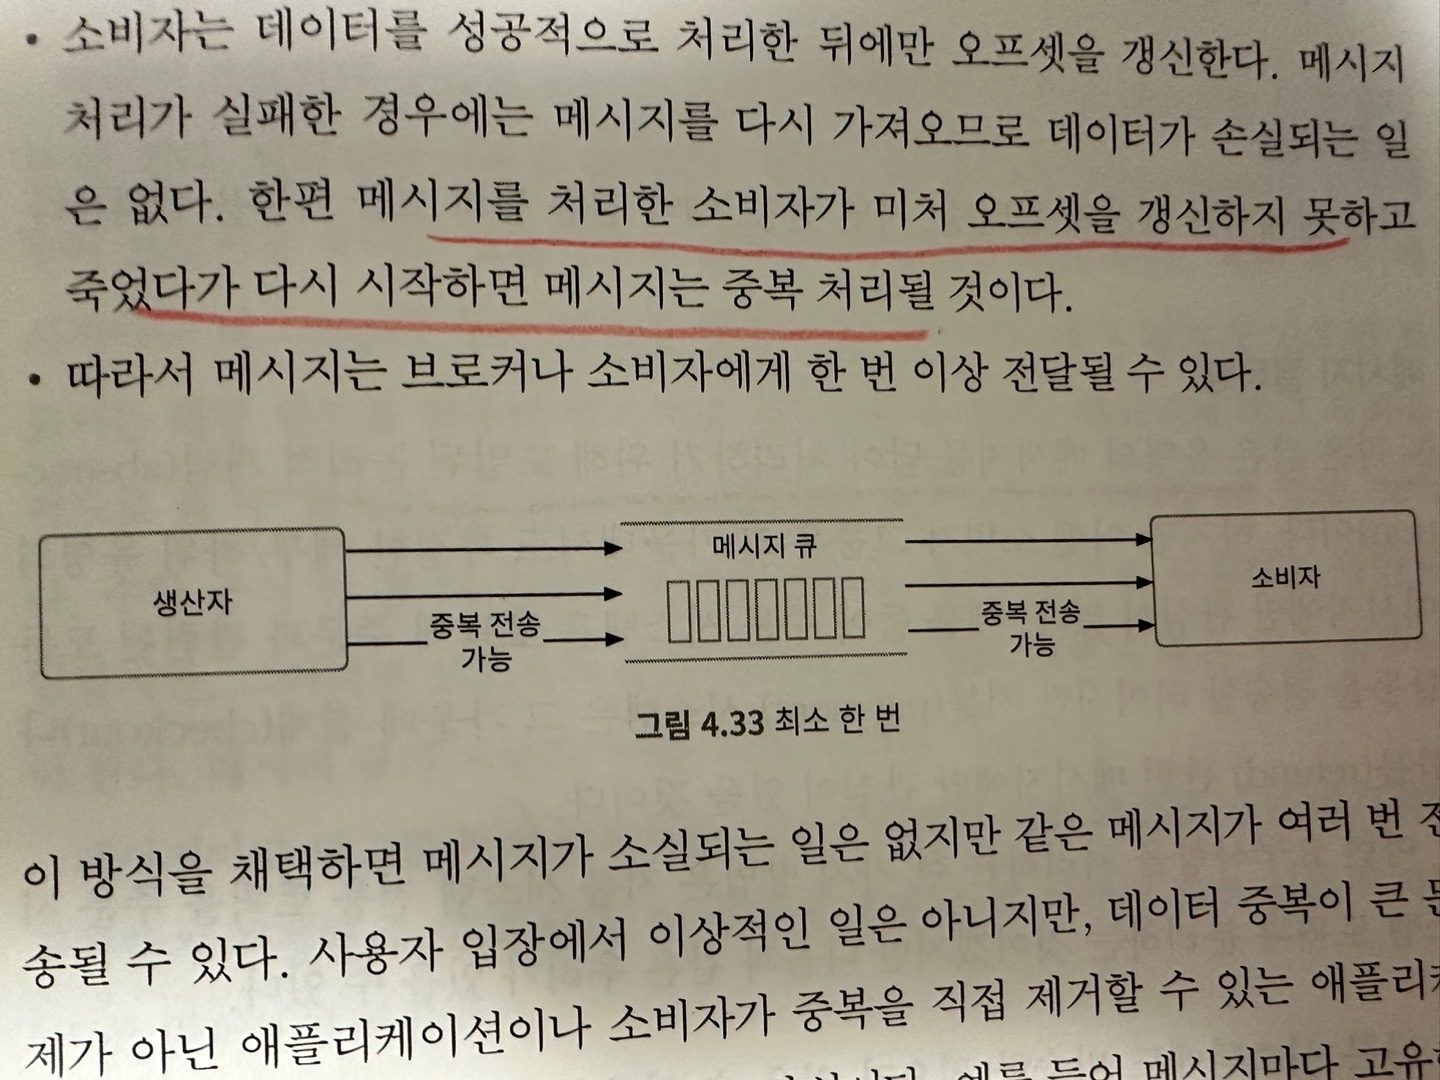 • 소비자는 데이터를 성공적으로 처리한 뒤에만 오프셋을 갱신한다. 메시지
처리가 실패한 경우에는 메시지를 다시 가져오므로 데이터가 손실되는 일
은 없다. 한편 메시지를 처리한 소비자가 미처 오프셋을 갱신하지 못하고
죽었다가 다시 시작하면 메시지는 중복 처리될 것이다.
• 따라서 메시지는 브로커나 소비자에게 한 번 이상 전달될 수 있다.
생산자
중복 전송
가능
메시지 큐
중복 전송
가능
소비자
그림 4.33 최소 한 번
이 방식을 채택하면 메시지가 소실되는 일은 없지만 같은 메시지가 여러 번
송될 수 있다. 사용자 입장에서 이상적인 일은 아니지만, 데이터 중복이 큰
제가 아닌 애플리케이션이나 소비자가 중복을 직접 제거할 수 있는
예를 들어 메시지마다